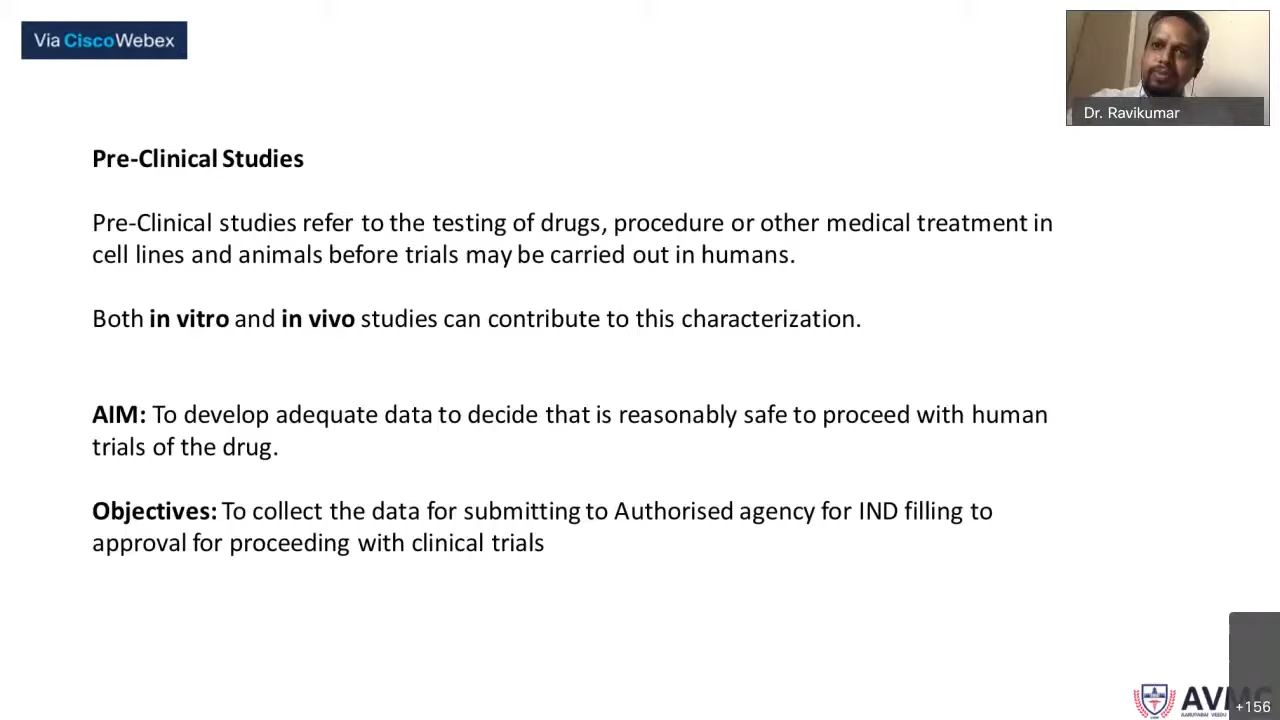 Via CiscoWebex
Dr. Ravikumar
Pre-Clinical Studies
Pre-Clinical studies refer to the testing of drugs, procedure or other medical treatment in
cell lines and animals before trials may be carried out in humans.
Both in vitro and in vivo studies can contribute to this characterization.
AIM: To develop adequate data to decide that is reasonably safe to proceed with human
trials of the drug.
Objectives: To collect the data for submitting to Authorised agency for IND filling to
approval for proceeding with clinical trials
AVMC
AARUPADAI VEEDU
+156